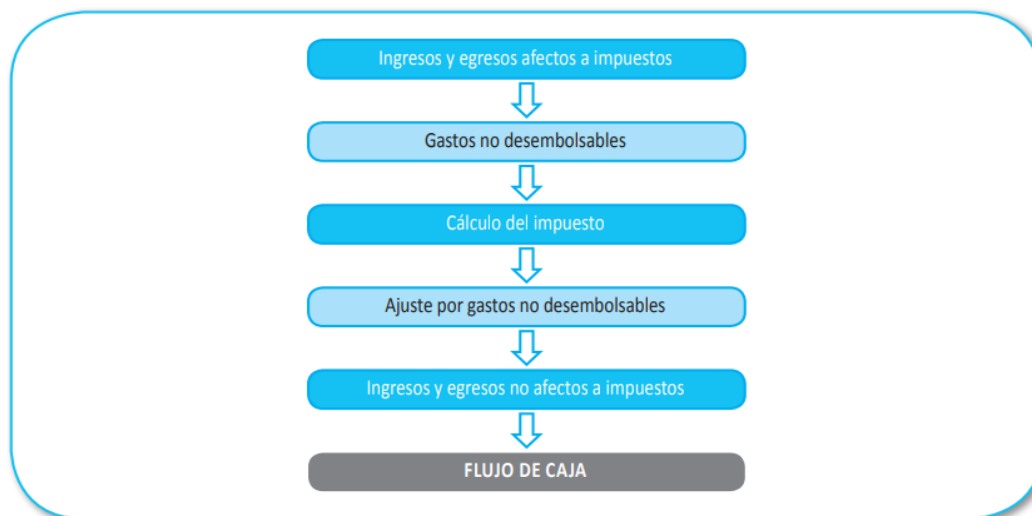 Ingresos y egresos afectos a impuestos
Gastos no desembolsables
Cálculo del impuesto
Ajuste por gastos no desembolsables
Ingresos y egresos no afectos a impuestos
FLUJO DE CAJA